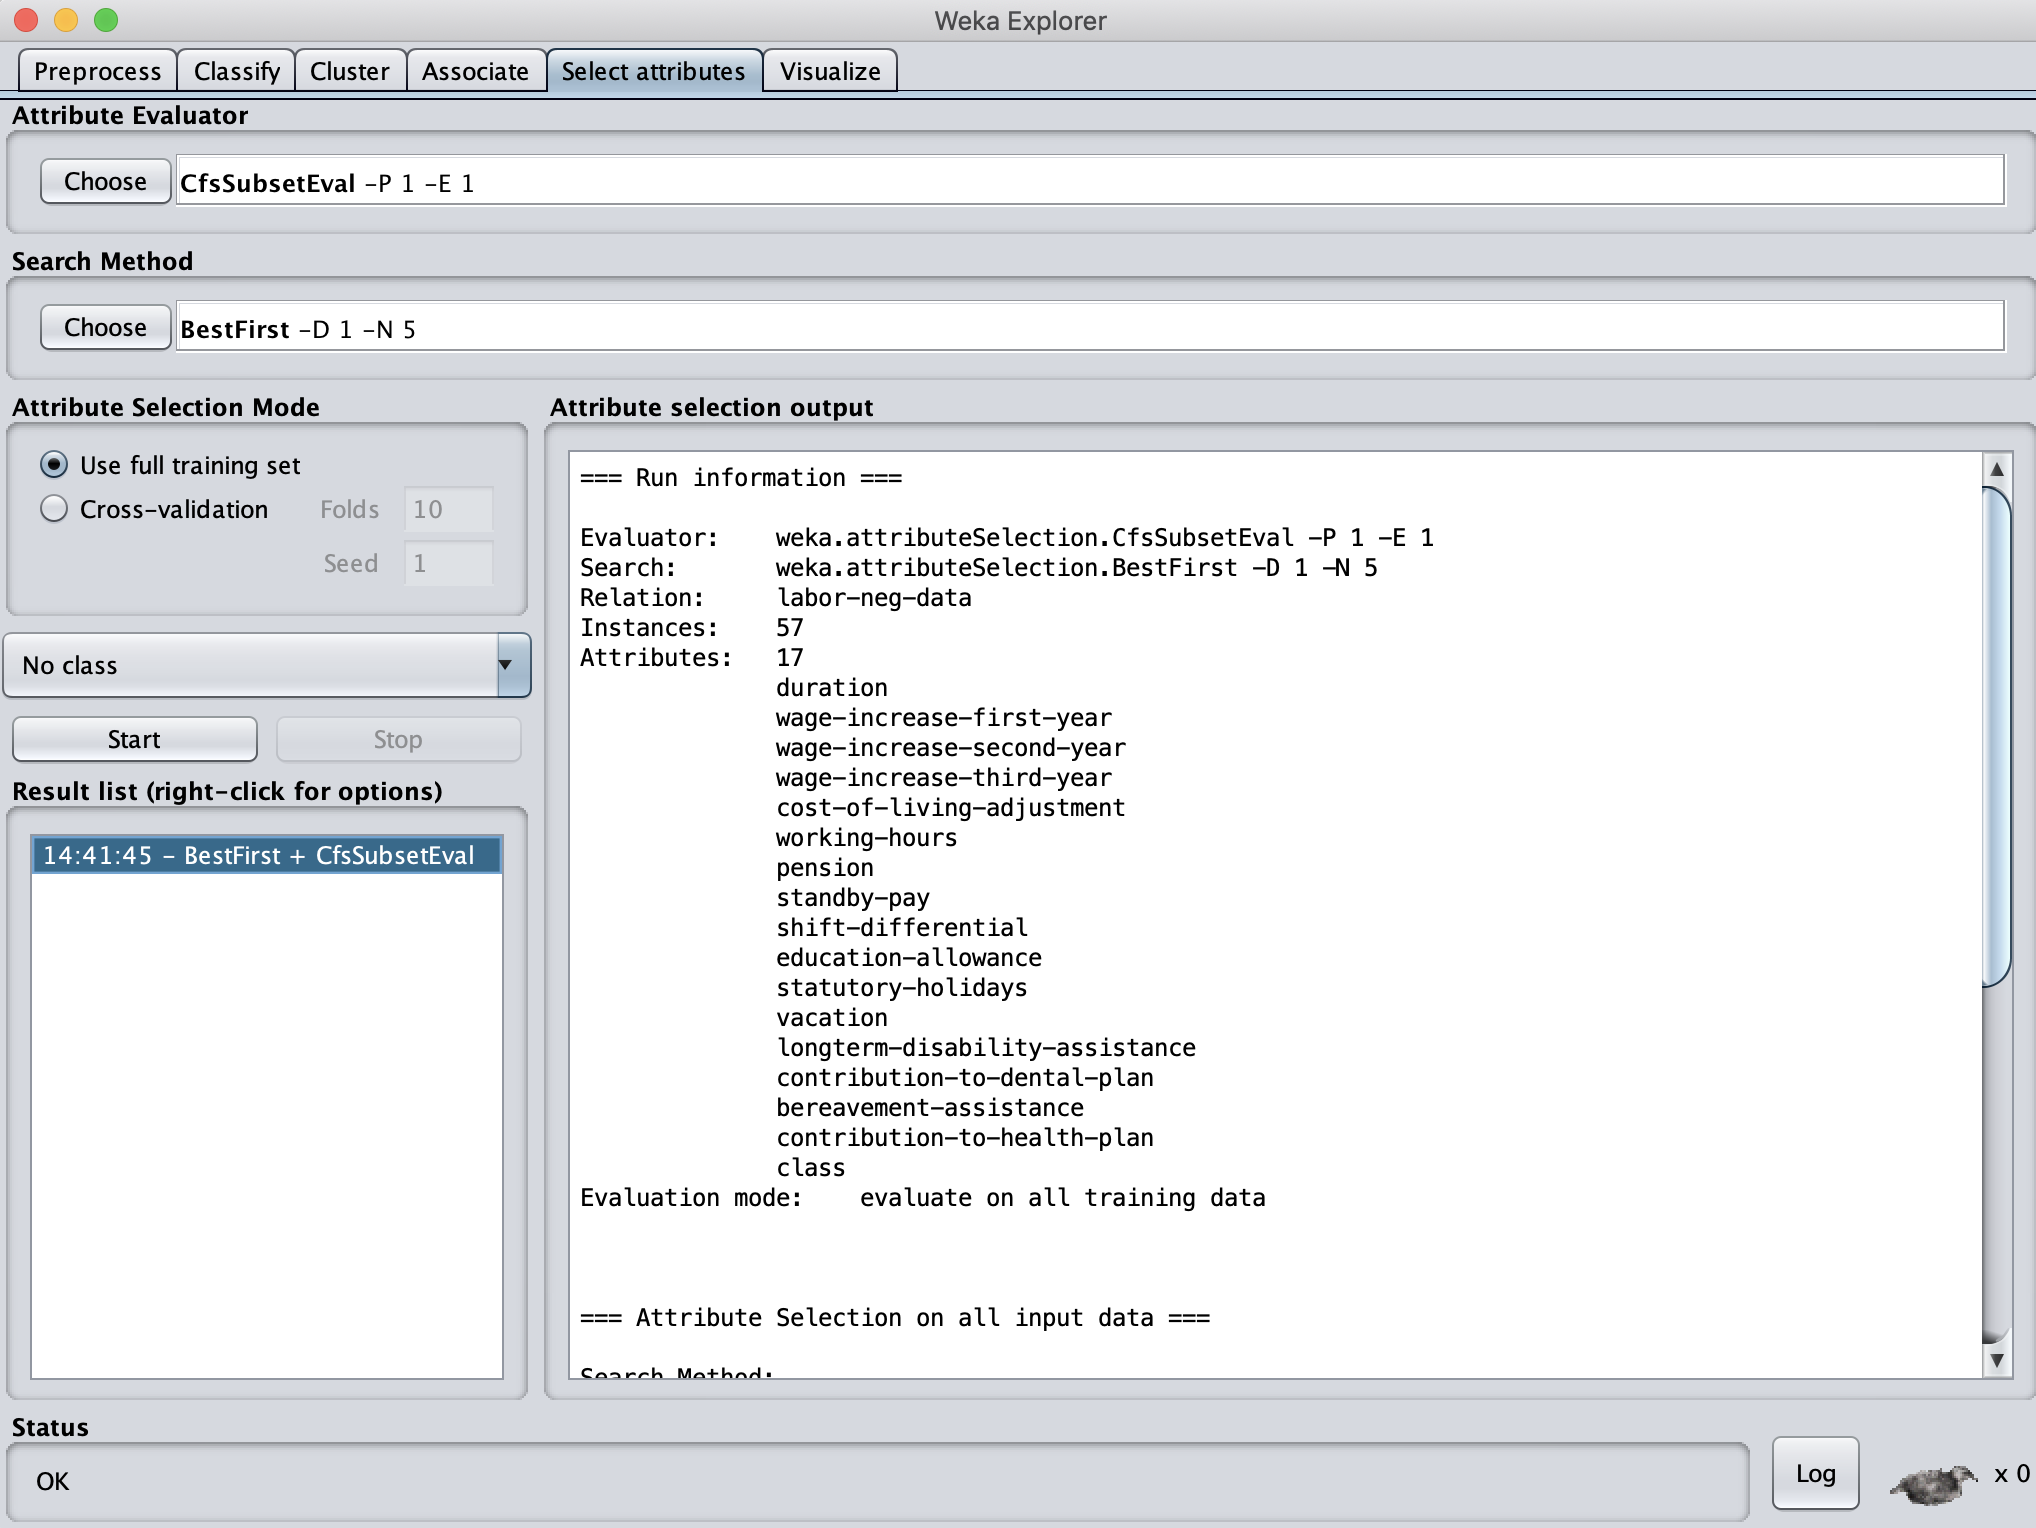 Weka Explorer
Preprocess Classify Cluster Associate Select attributes Visualize
Attribute Evaluator
Choose CfsSubsetEval -P 1 -E 1
Search Method
Choose BestFirst -D 1 -N 5
Attribute Selection Mode
Use full training set
Cross-validation Folds 10
Seed 1
No class
Start Stop
Result list (right-click for options)
14:41:45 - BestFirst + CfsSubsetEval
Attribute selection output
=== Run information ===
Evaluator: weka.attributeSelection.CfsSubsetEval -P 1 -E 1
Search: weka.attributeSelection.BestFirst -D 1 -N 5
Relation: labor-neg-data
Instances: 57
Attributes: 17
duration
wage-increase-first-year
wage-increase-second-year
wage-increase-third-year
cost-of-living-adjustment
working-hours
pension
standby-pay
shift-differential
education-allowance
statutory-holidays
vacation
longterm-disability-assistance
contribution-to-dental-plan
bereavement-assistance
contribution-to-health-plan
class
Evaluation mode: evaluate on all training data
=== Attribute Selection on all input data ===
Search Method:
Status
OK
Log x 0